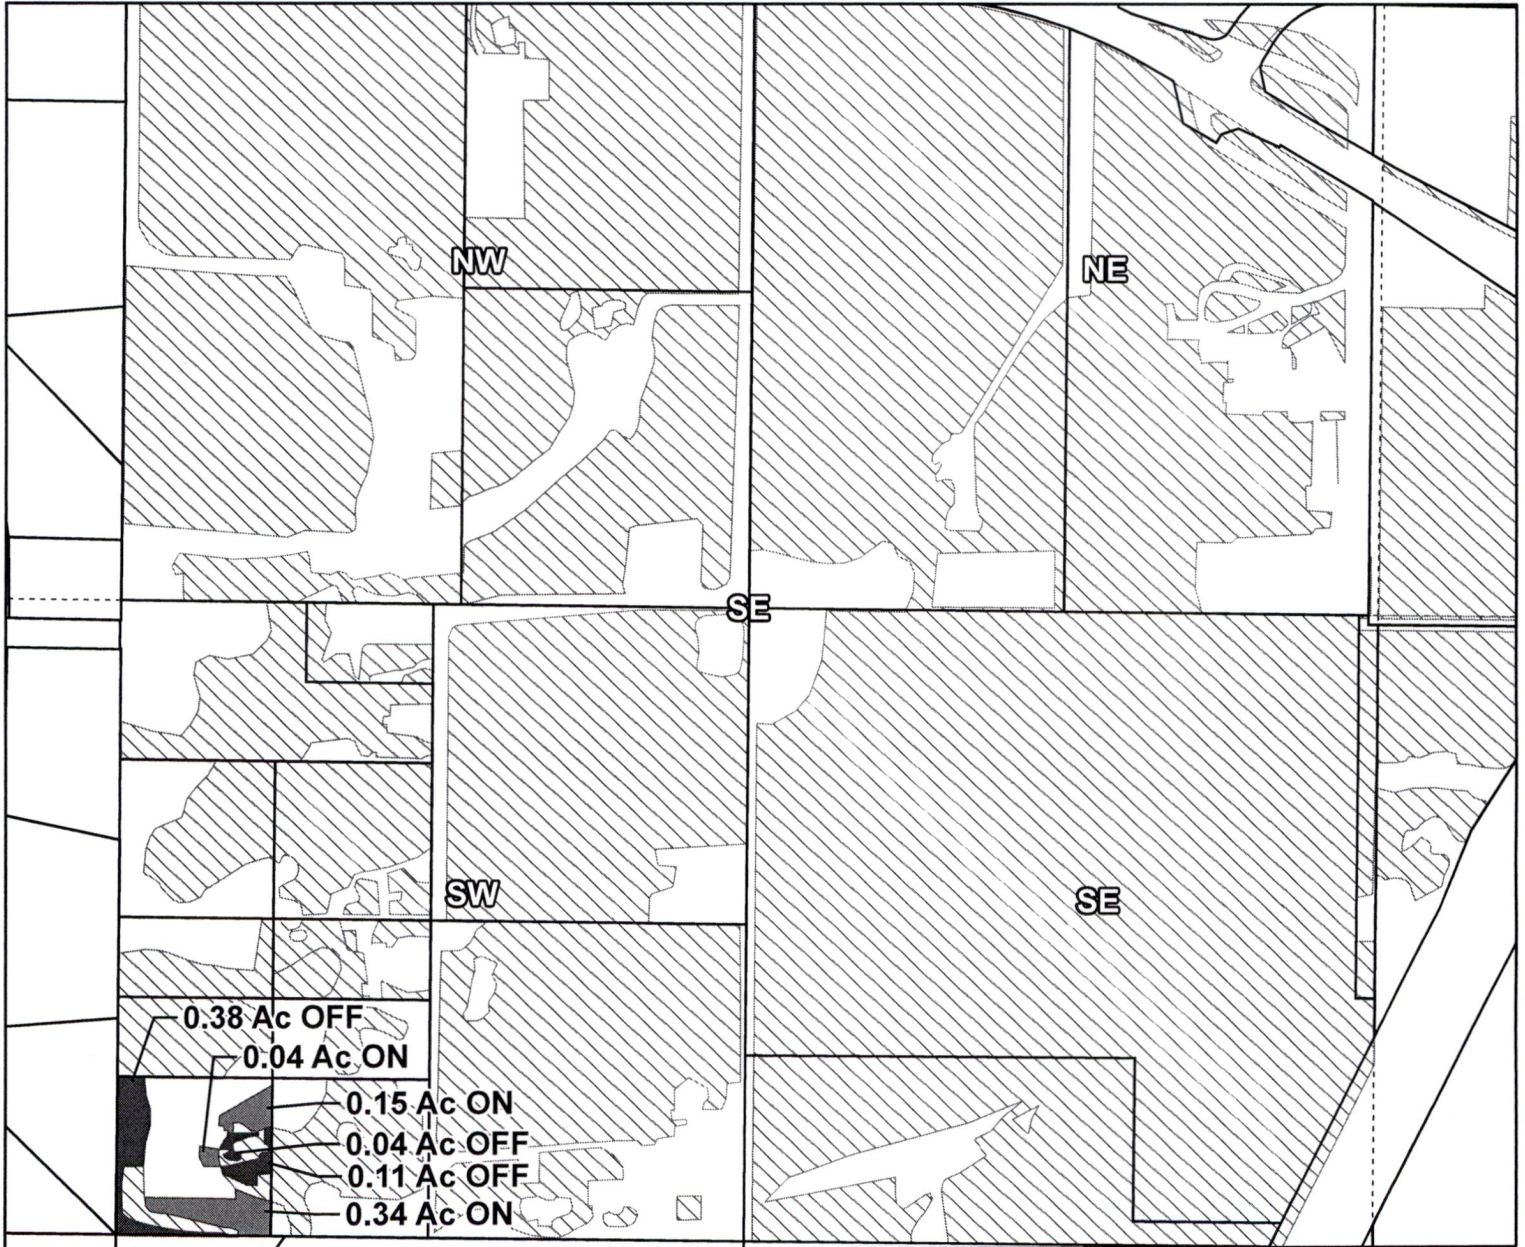 NW
NE
SE
SW
SE
0.38 Ac OFF
0.04 Ac ON
0.15 Ac ON
0.04 Ac OFF
0.11 Ac OFF
0.34 Ac ON